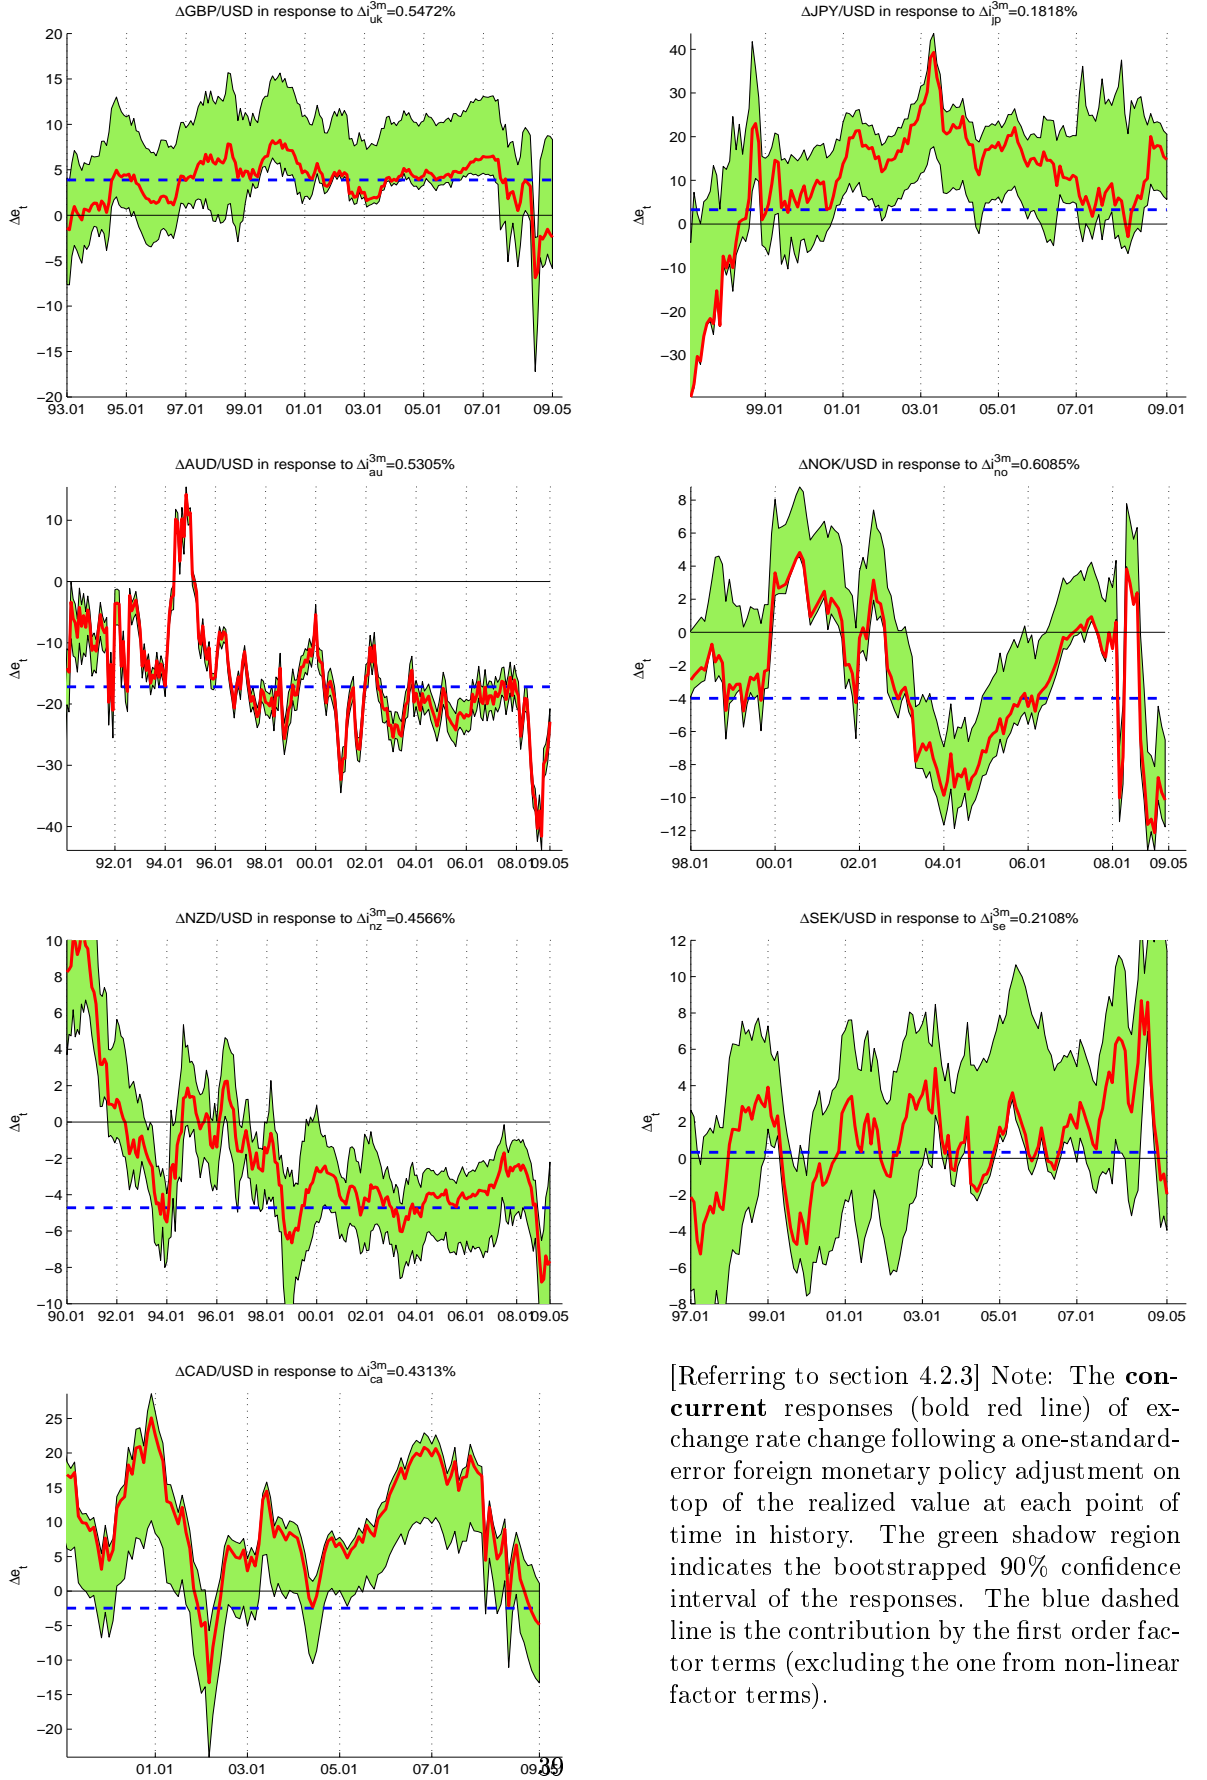 ΔGBP/USD in response to Δi³ᵐuk=0.5472%
20
15
10
5
0
−5
−10
−15
−20
Δeₜ
93.01 95.01 97.01 99.01 01.01 03.01 05.01 07.01 09.05
ΔJPY/USD in response to Δi³ᵐjp=0.1818%
40
30
20
10
0
−10
−20
−30
Δeₜ
99.01 01.01 03.01 05.01 07.01 09.01
ΔAUD/USD in response to Δi³ᵐau=0.5305%
10
0
−10
−20
−30
−40
Δeₜ
92.01 94.01 96.01 98.01 00.01 02.01 04.01 06.01 08.01 09.05
ΔNOK/USD in response to Δi³ᵐno=0.6085%
8
6
4
2
0
−2
−4
−6
−8
−10
−12
Δeₜ
98.01 00.01 02.01 04.01 06.01 08.01 09.05
ΔNZD/USD in response to Δi³ᵐnz=0.4566%
10
8
6
4
2
0
−2
−4
−6
−8
−10
Δeₜ
90.01 92.01 94.01 96.01 98.01 00.01 02.01 04.01 06.01 08.01 09.05
ΔSEK/USD in response to Δi³ᵐse=0.2108%
12
10
8
6
4
2
0
−2
−4
−6
−8
Δeₜ
97.01 99.01 01.01 03.01 05.01 07.01 09.05
ΔCAD/USD in response to Δi³ᵐca=0.4313%
25
20
15
10
5
0
−5
−10
−15
−20
Δeₜ
01.01 03.01 05.01 07.01 09.05
[Referring to section 4.2.3] Note: The con-
current responses (bold red line) of ex-
change rate change following a one-standard-
error foreign monetary policy adjustment on
top of the realized value at each point of
time in history. The green shadow region
indicates the bootstrapped 90% confidence
interval of the responses. The blue dashed
line is the contribution by the first order fac-
tor terms (excluding the one from non-linear
factor terms).
39